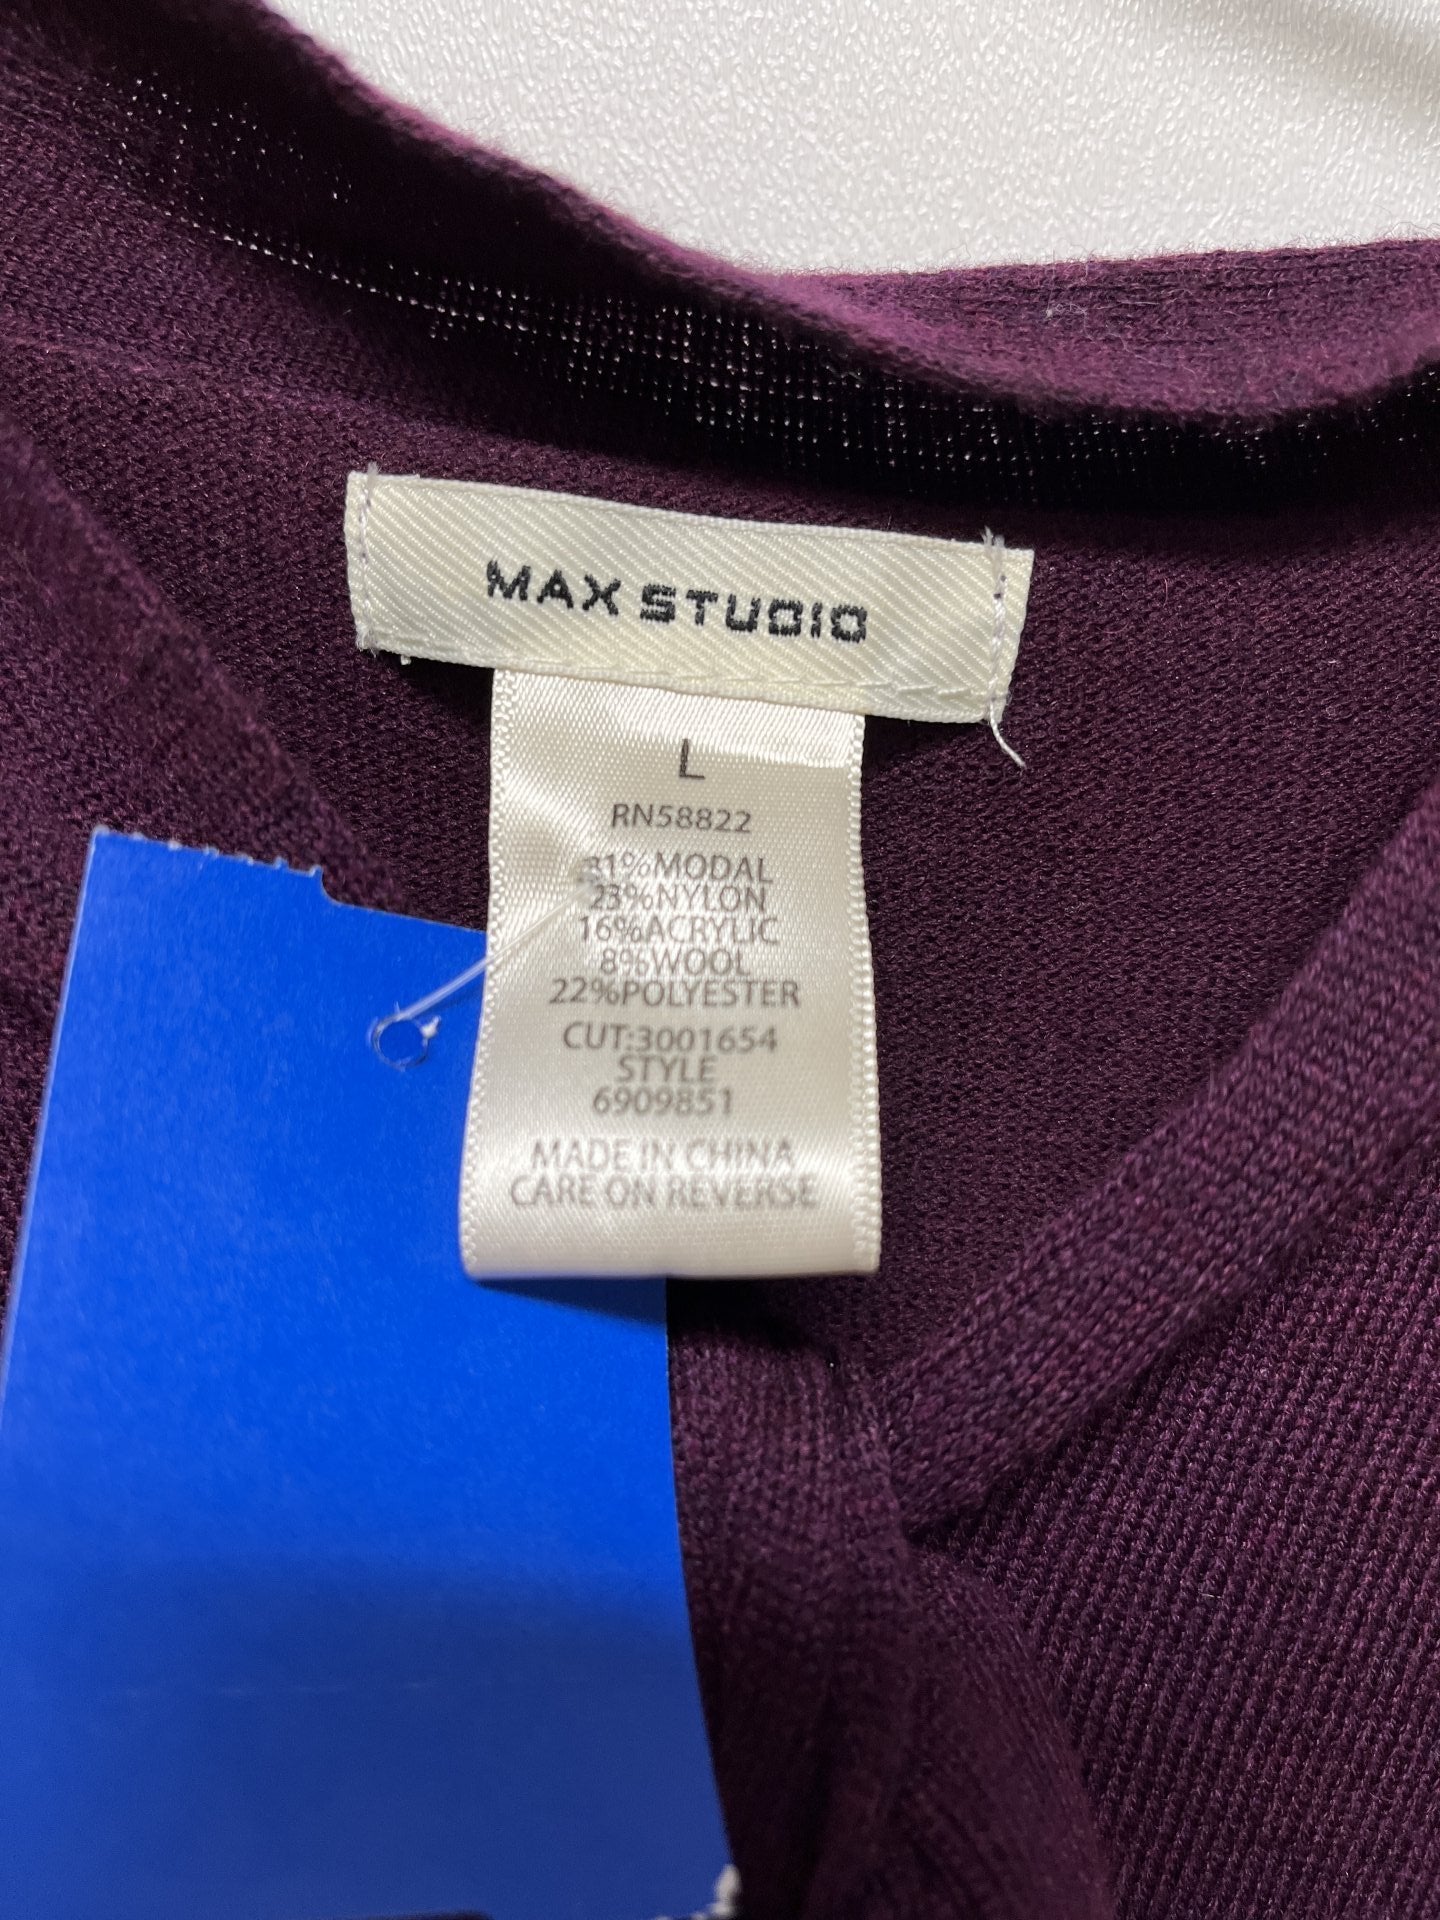 MAX STUDIO
L
RN58822
31%MODAL
23%NYLON
16%ACRYLIC
8%WOOL
22%POLYESTER
CUT:3001654
STYLE
6909851
MADE IN CHINA
CARE ON REVERSE